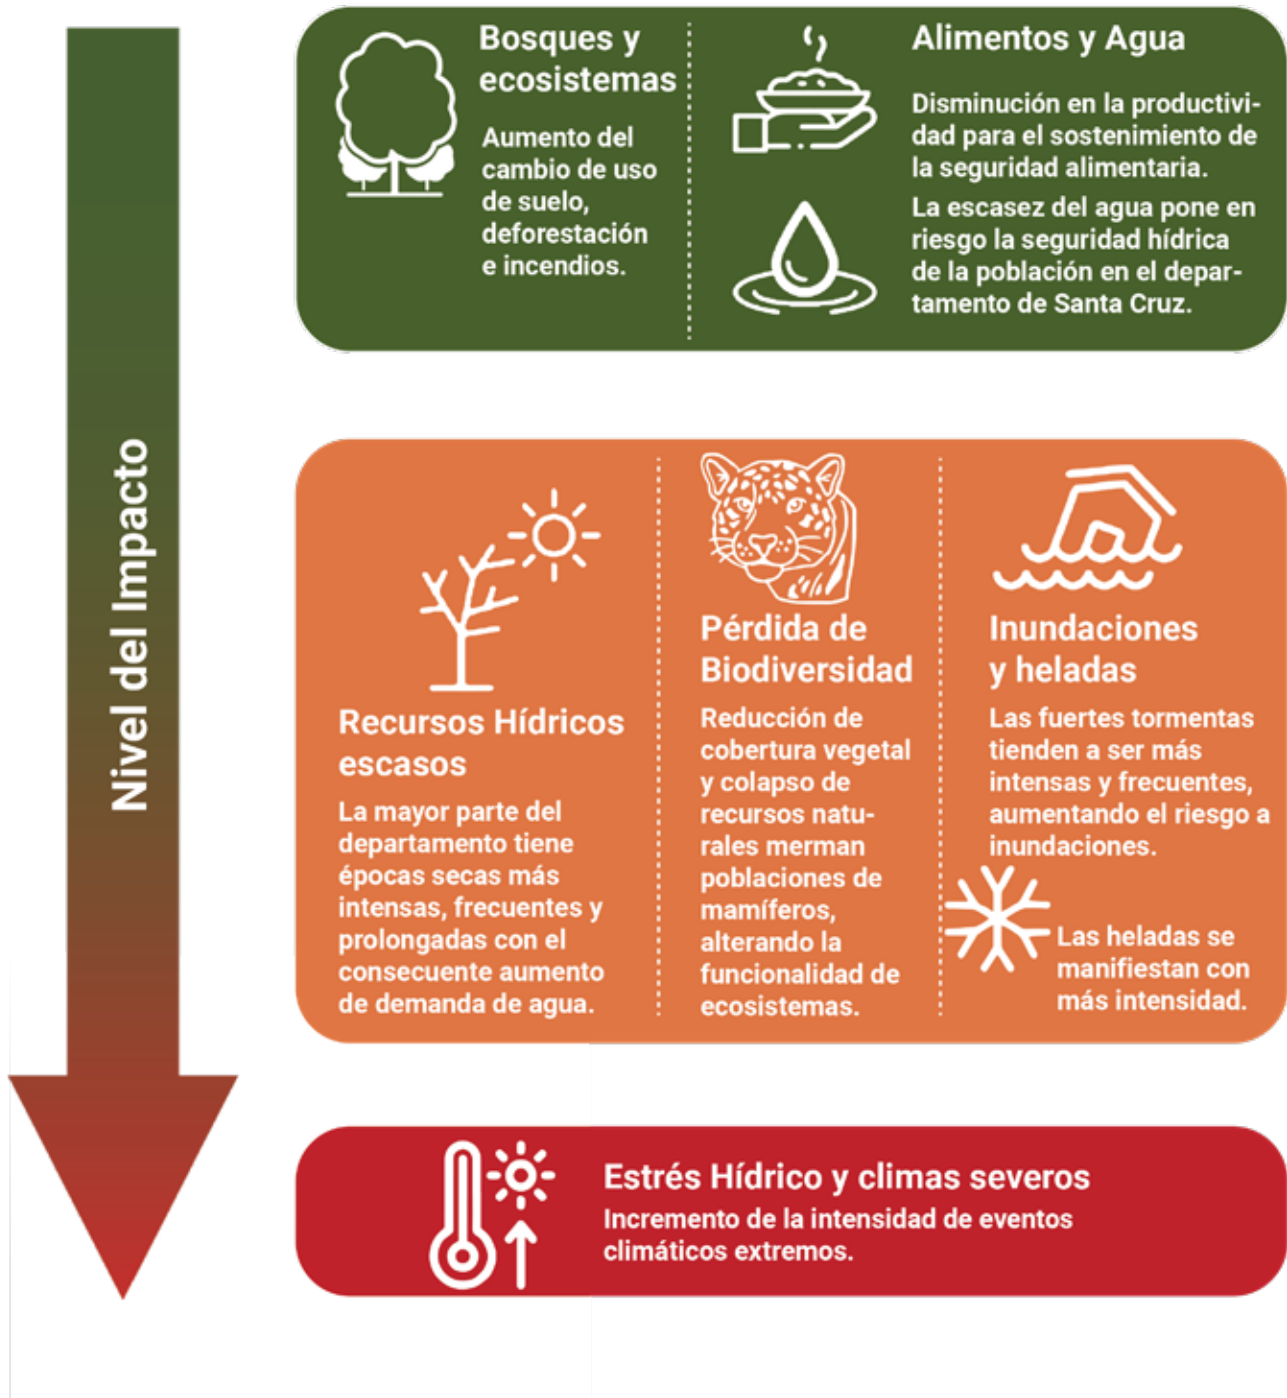 Nivel del Impacto
Bosques y
ecosistemas
Aumento del
cambio de uso
de suelo,
deforestación
e incendios.
Alimentos y Agua
Disminución en la productivi-
dad para el sostenimiento de
la seguridad alimentaria.
La escasez del agua pone en
riesgo la seguridad hídrica
de la población en el depar-
tamento de Santa Cruz.
Recursos Hídricos
escasos
La mayor parte del
departamento tiene
épocas secas más
intensas, frecuentes y
prolongadas con el
consecuente aumento
de demanda de agua.
Pérdida de
Biodiversidad
Reducción de
cobertura vegetal
y colapso de
recursos natu-
rales merman
poblaciones de
mamíferos,
alterando la
funcionalidad de
ecosistemas.
Inundaciones
y heladas
Las fuertes tormentas
tienden a ser más
intensas y frecuentes,
aumentando el riesgo a
inundaciones.
Las heladas se
manifiestan con
más intensidad.
Estrés Hídrico y climas severos
Incremento de la intensidad de eventos
climáticos extremos.